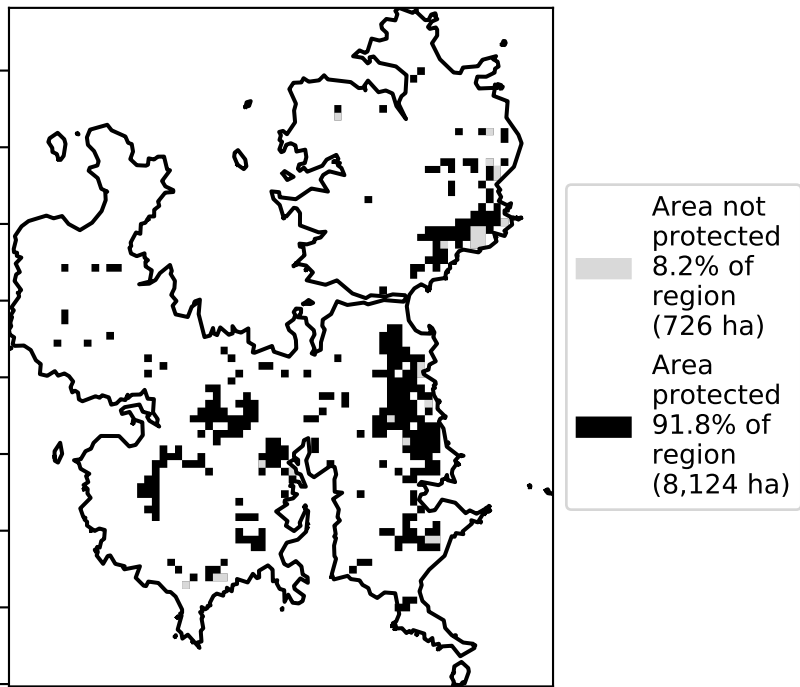 Area not
protected
8.2% of
region
(726 ha)
Area
protected
91.8% of
region
(8,124 ha)